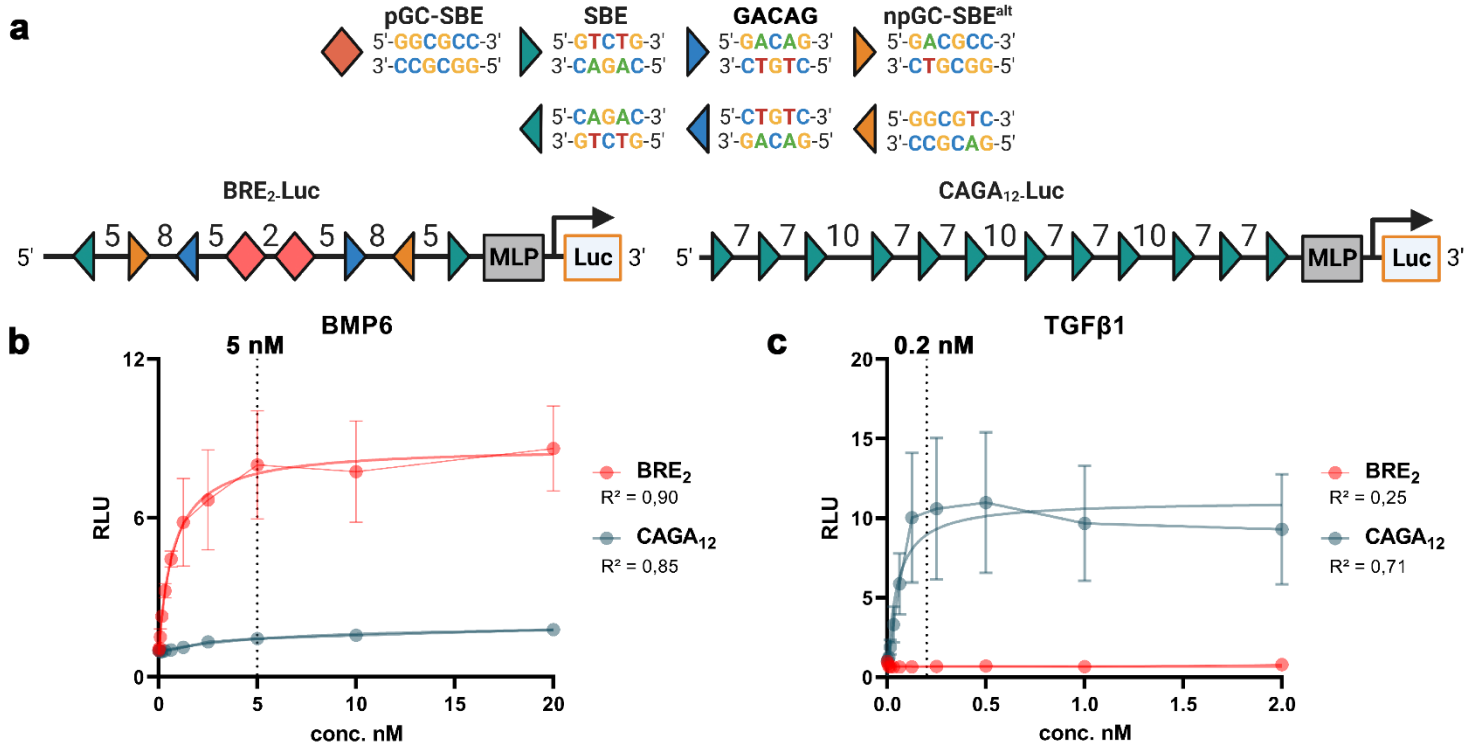 a
pGC-SBE SBE GACAG npGC-SBEᵃˡᵗ
5'-GGCGCC-3' 5'-GTCTG-3' 5'-GACAG-3' 5'-GACGCC-3'
3'-CCGCGG-5' 3'-CAGAC-5' 3'-CTGTC-5' 3'-CTGCGG-5'
5'-CAGAC-3' 5'-CTGTC-3' 5'-GGCGTC-3'
3'-GTCTG-5' 3'-GACAG-5' 3'-CCGCAG-5'
BRE₂-Luc
5 8 5 2 5 8 5
5' MLP Luc 3'
CAGA₁₂-Luc
7 7 10 7 7 10 7 7 10 7 7
5' MLP Luc 3'
b
BMP6
5 nM
12
6
0
RLU
0 5 10 15 20
conc. nM
BRE₂
R² = 0,90
CAGA₁₂
R² = 0,85
c
TGFβ1
0.2 nM
20
15
10
5
0
RLU
0.0 0.5 1.0 1.5 2.0
conc. nM
BRE₂
R² = 0,25
CAGA₁₂
R² = 0,71